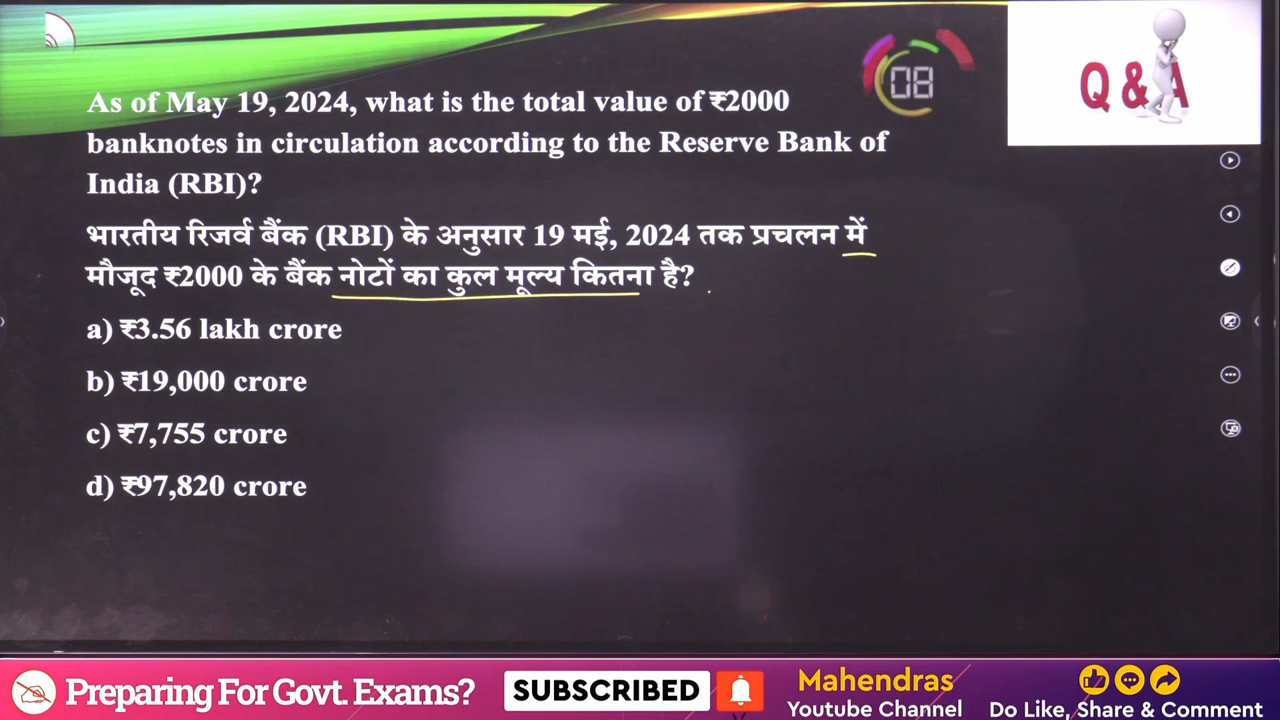 08
Q & A
As of May 19, 2024, what is the total value of ₹2000
banknotes in circulation according to the Reserve Bank of
India (RBI)?
भारतीय रिजर्व बैंक (RBI) के अनुसार 19 मई, 2024 तक प्रचलन में
मौजूद ₹2000 के बैंक नोटों का कुल मूल्य कितना है?
a) ₹3.56 lakh crore
b) ₹19,000 crore
c) ₹7,755 crore
d) ₹97,820 crore
Preparing For Govt. Exams?
SUBSCRIBED
Mahendras
Youtube Channel
Do Like, Share & Comment